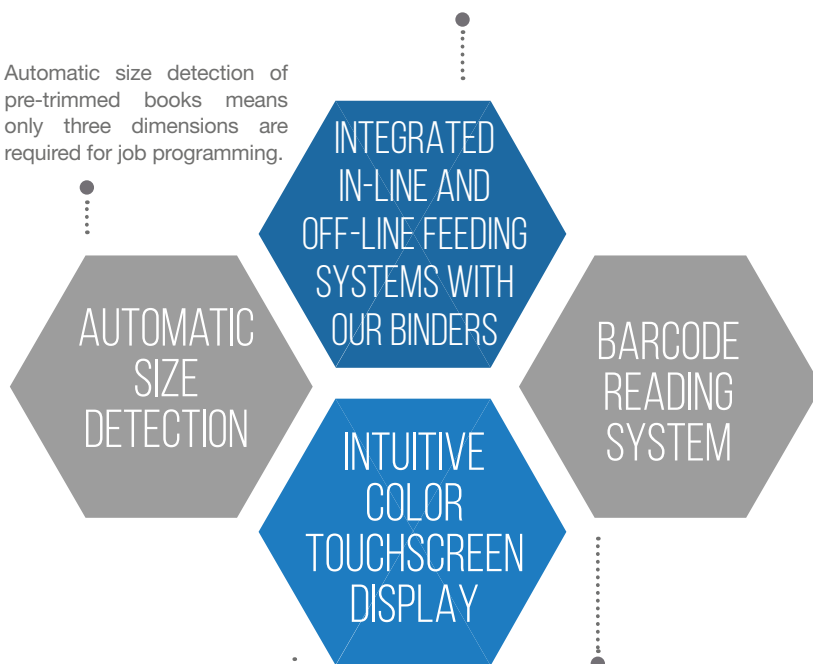 Automatic size detection of
pre-trimmed books means
only three dimensions are
required for job programming.
INTEGRATED
IN-LINE AND
OFF-LINE FEEDING
SYSTEMS WITH
OUR BINDERS
AUTOMATIC
SIZE
DETECTION
BARCODE
READING
SYSTEM
INTUITIVE
COLOR
TOUCHSCREEN
DISPLAY